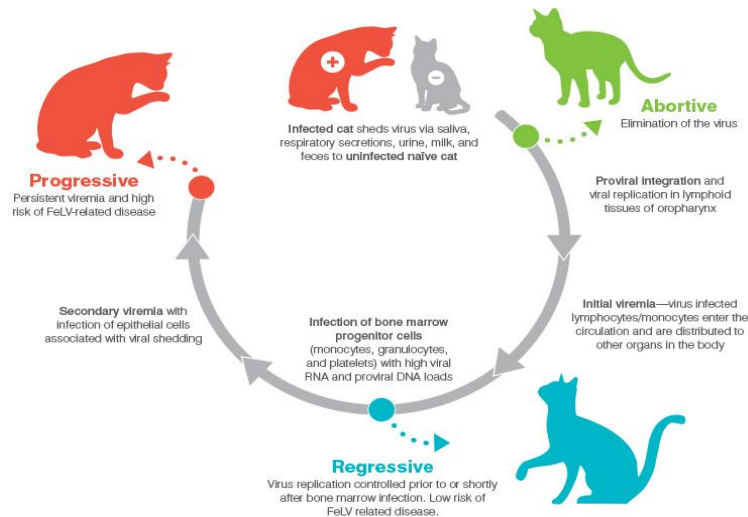 +
−
Infected cat sheds virus via saliva,
respiratory secretions, urine, milk, and
feces to uninfected naïve cat
Abortive
Elimination of the virus
Proviral integration and
viral replication in lymphoid
tissues of oropharynx
Initial viremia—virus infected
lymphocytes/monocytes enter the
circulation and are distributed to
other organs in the body
Infection of bone marrow
progenitor cells
(monocytes, granulocytes,
and platelets) with high viral
RNA and proviral DNA loads
Regressive
Virus replication controlled prior to or shortly
after bone marrow infection. Low risk of
FeLV related disease.
Secondary viremia with
infection of epithelial cells
associated with viral shedding
Progressive
Persistent viremia and high
risk of FeLV-related disease